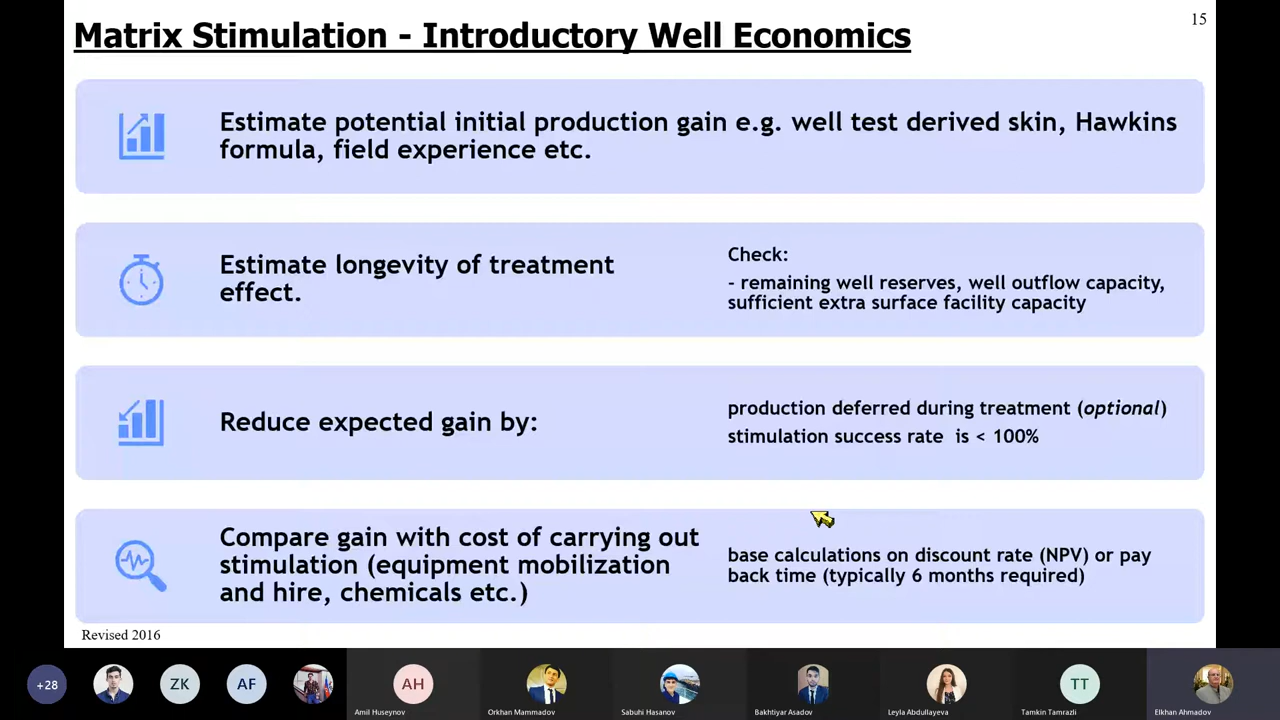 15
Matrix Stimulation - Introductory Well Economics
Estimate potential initial production gain e.g. well test derived skin, Hawkins
formula, field experience etc.
Estimate longevity of treatment
effect.
Check:
- remaining well reserves, well outflow capacity,
sufficient extra surface facility capacity
Reduce expected gain by:
production deferred during treatment (optional)
stimulation success rate is < 100%
Compare gain with cost of carrying out
stimulation (equipment mobilization
and hire, chemicals etc.)
base calculations on discount rate (NPV) or pay
back time (typically 6 months required)
Revised 2016
+28
ZK
AF
AH
TT
Amil Huseynov
Orkhan Mammadov
Sabuhi Hasanov
Bakhtiyar Asadov
Leyla Abdullayeva
Tamkin Tamrazli
Elkhan Ahmadov